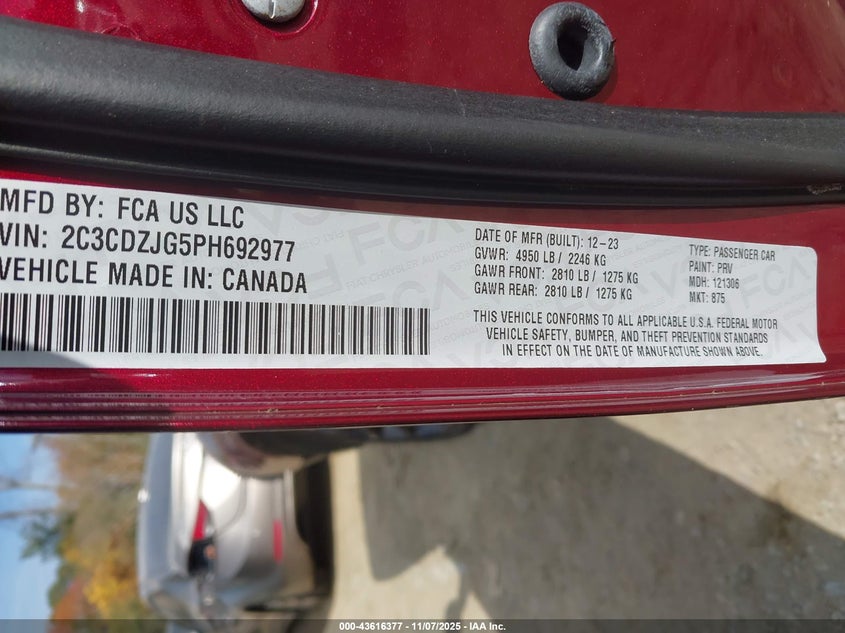 MFD BY: FCA US LLC
VIN: 2C3CDZJG5PH692977
VEHICLE MADE IN: CANADA
DATE OF MFR (BUILT): 12-23
GVWR: 4950 LB / 2246 KG
GAWR FRONT: 2810 LB / 1275 KG
GAWR REAR: 2810 LB / 1275 KG
TYPE: PASSENGER CAR
PAINT: PRV
MDH: 121306
MKT: 875
THIS VEHICLE CONFORMS TO ALL APPLICABLE U.S.A. FEDERAL MOTOR
VEHICLE SAFETY, BUMPER, AND THEFT PREVENTION STANDARDS
IN EFFECT ON THE DATE OF MANUFACTURE SHOWN ABOVE.
000-43616377 - 11/07/2025 - IAA Inc.